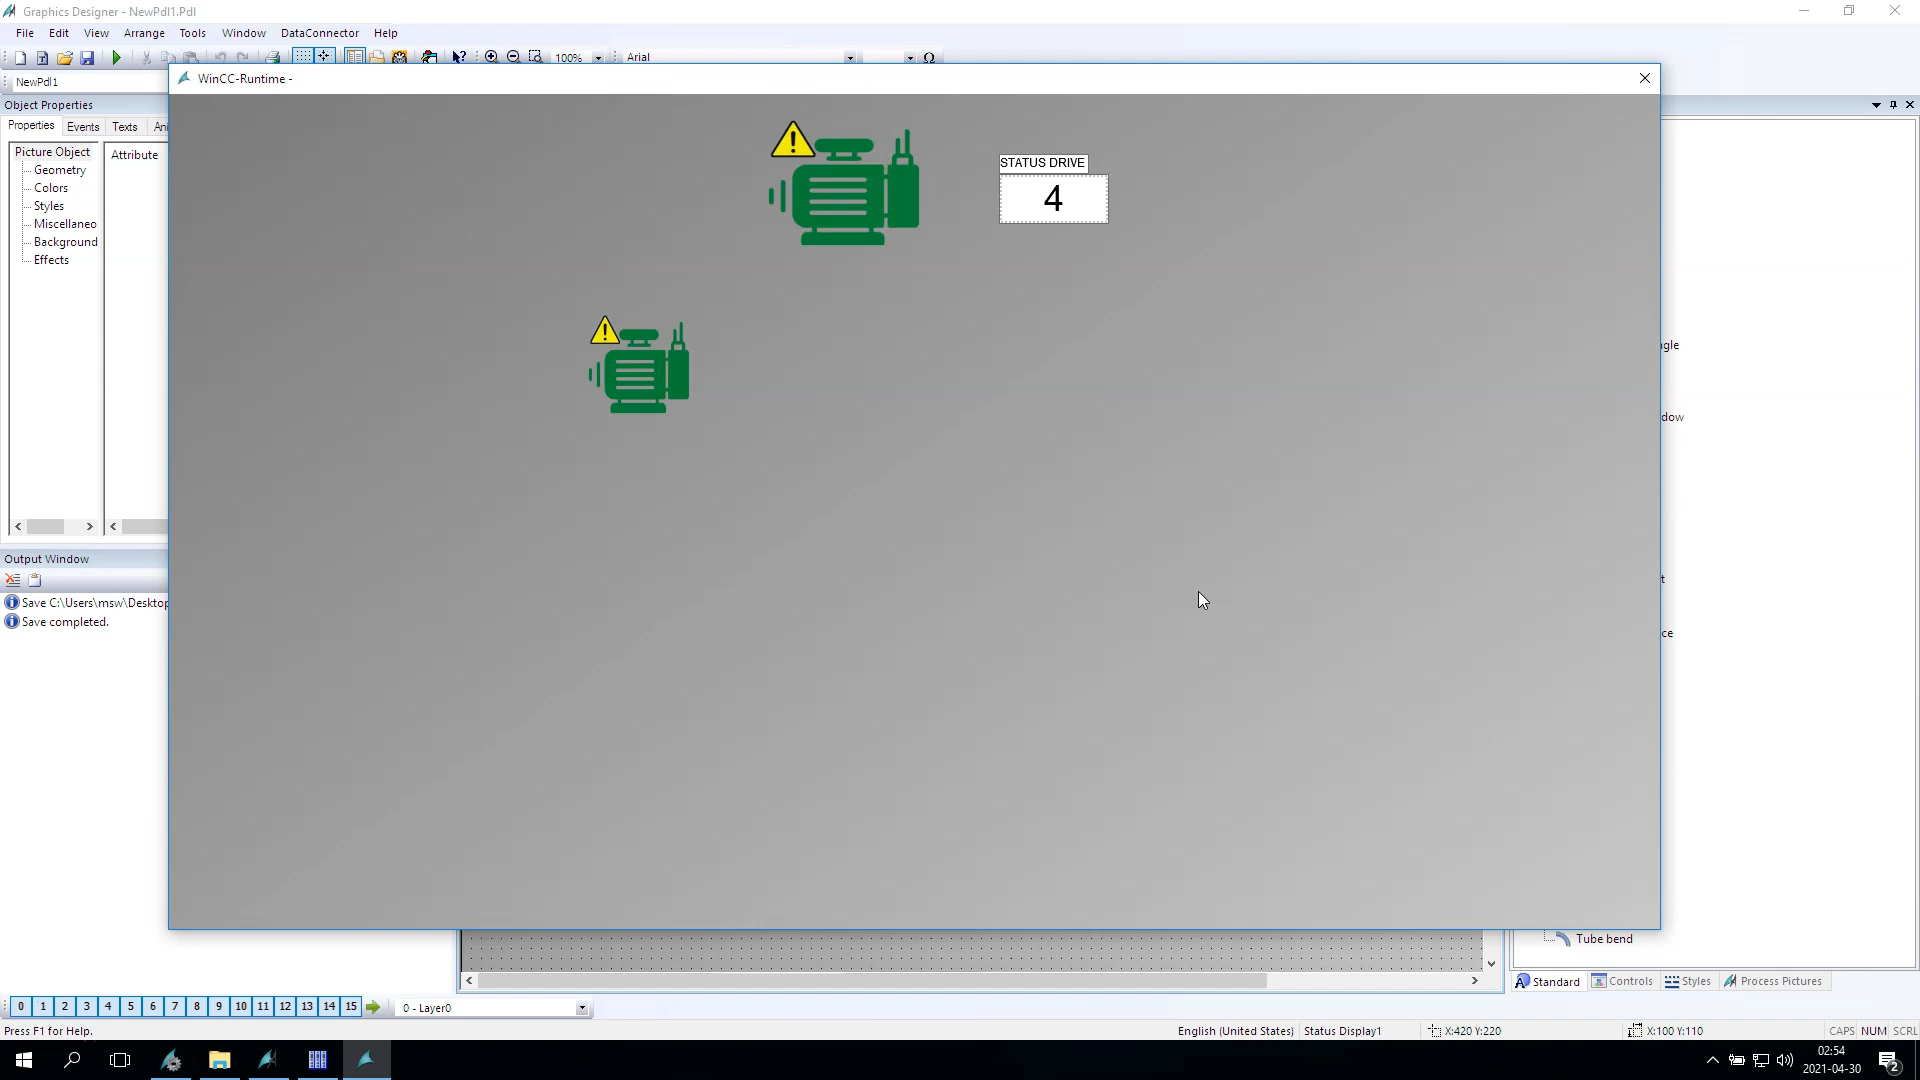 Graphics Designer - NewPdl1.Pdl
File Edit View Arrange Tools Window DataConnector Help
100% Arial Ω
NewPdl1
WinCC-Runtime -
Object Properties
Properties Events Texts Ani
Picture Object
Attribute
Geometry
Colors
Styles
Miscellaneo
Background
Effects
STATUS DRIVE
4
ngle
dow
t
ce
Output Window
Save C:\Users\msw\Desktop
Save completed.
Tube bend
Standard Controls Styles Process Pictures
0 1 2 3 4 5 6 7 8 9 10 11 12 13 14 15
0 - Layer0
Press F1 for Help.
English (United States) Status Display1 X:420 Y:220 X:100 Y:110 CAPS NUM SCRL
02:54
2021-04-30
2